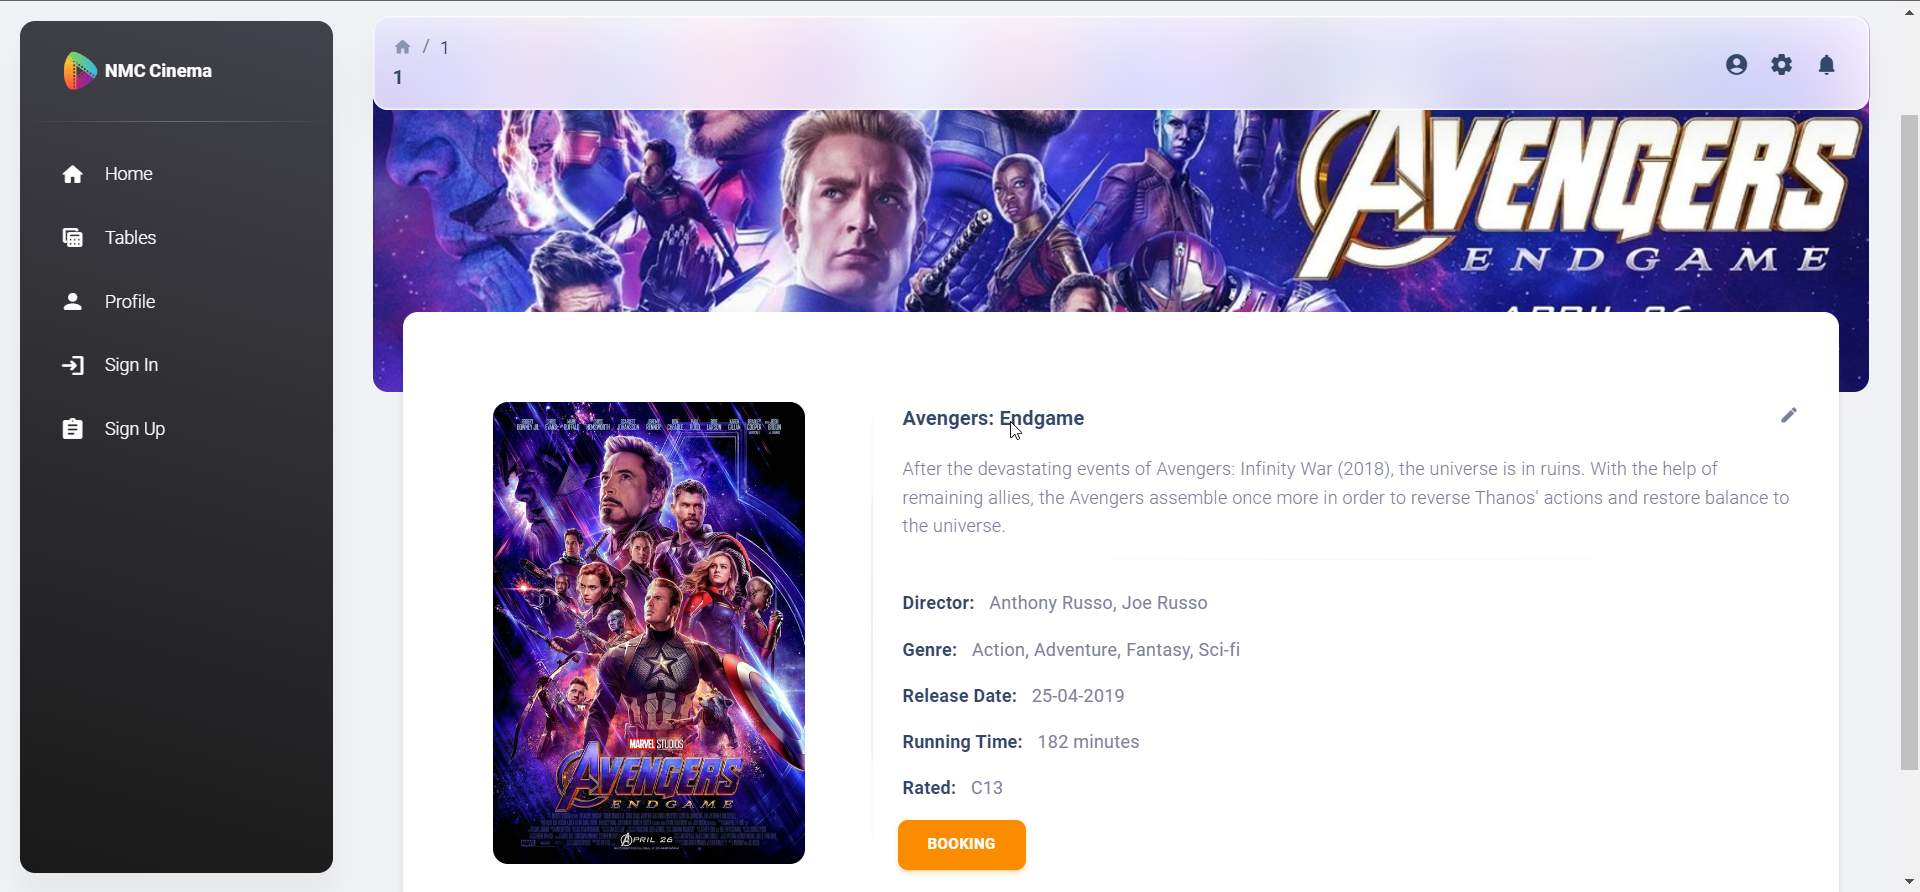 NMC Cinema
Home
Tables
Profile
Sign In
Sign Up
/ 1
1
AVENGERS
ENDGAME
APRIL 26
MARVEL STUDIOS
AVENGERS
ENDGAME
APRIL 26
Avengers: Endgame
After the devastating events of Avengers: Infinity War (2018), the universe is in ruins. With the help of
remaining allies, the Avengers assemble once more in order to reverse Thanos' actions and restore balance to
the universe.
Director: Anthony Russo, Joe Russo
Genre: Action, Adventure, Fantasy, Sci-fi
Release Date: 25-04-2019
Running Time: 182 minutes
Rated: C13
BOOKING